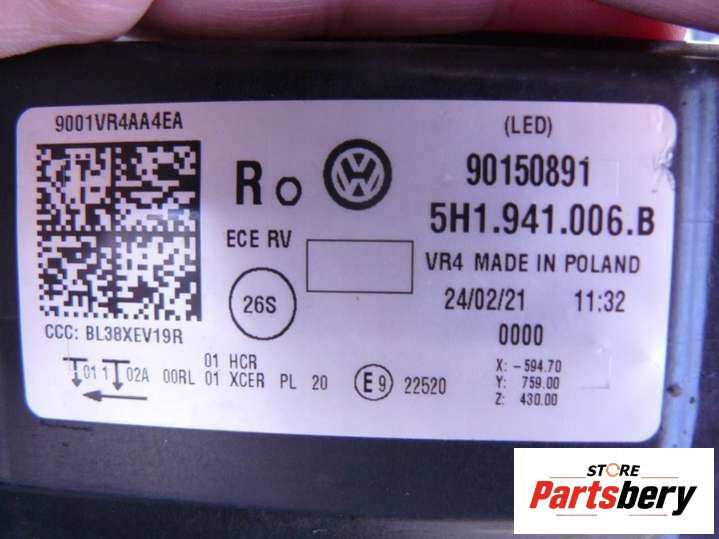 9001VR4AA4EA
(LED)
R
90150891
5H1.941.006.B
ECE RV
VR4 MADE IN POLAND
26S
24/02/21 11:32
0000
CCC: BL38XEV19R
X: -594.70
Y: 759.00
Z: 430.00
01 HCR
01 1 02A 00RL 01 XCER PL 20 E9 22520
STORE
Partsbery